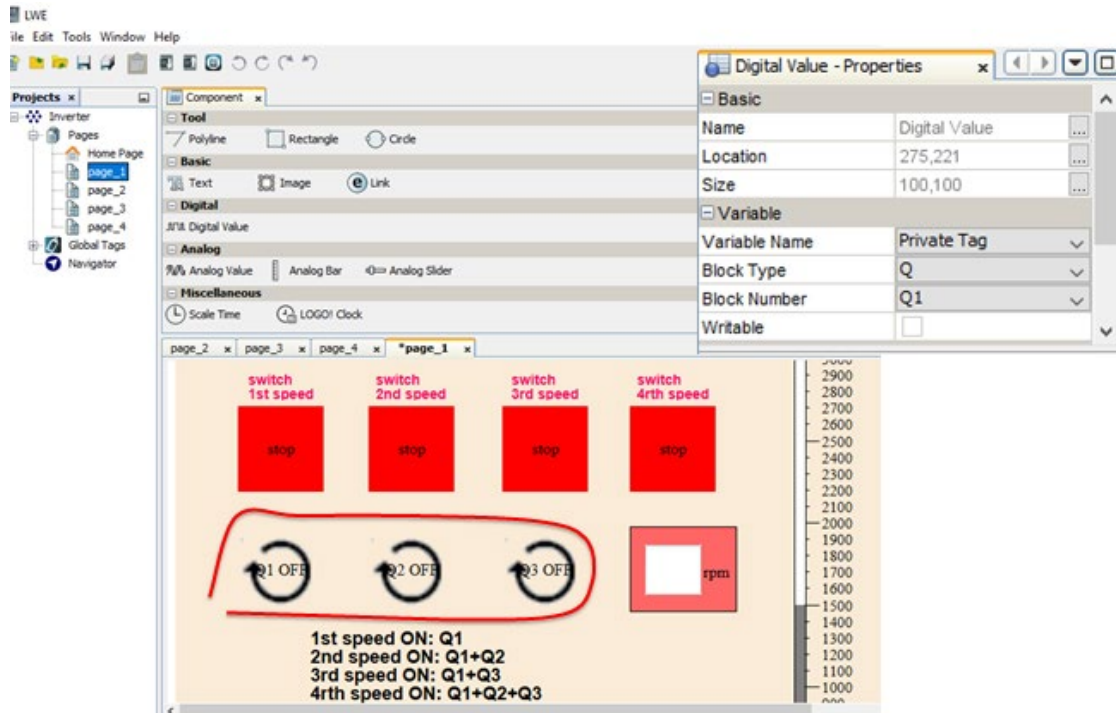 LWE
ile Edit Tools Window Help
Projects
Inverter
Pages
Home Page
page_1
page_2
page_3
page_4
Global Tags
Navigator
Component
Tool
Polyline Rectangle Circle
Basic
Text Image Link
Digital
Digital Value
Analog
Analog Value Analog Bar Analog Slider
Miscellaneous
Scale Time LOGO! Clock
Digital Value - Properties
Basic
Name Digital Value
Location 275,221
Size 100,100
Variable
Variable Name Private Tag
Block Type Q
Block Number Q1
Writable
page_2 page_3 page_4 *page_1
switch
1st speed
switch
2nd speed
switch
3rd speed
switch
4rth speed
stop stop stop stop
Q1 OFF Q2 OFF Q3 OFF
rpm
1st speed ON: Q1
2nd speed ON: Q1+Q2
3rd speed ON: Q1+Q3
4rth speed ON: Q1+Q2+Q3
2900
2800
2700
2600
2500
2400
2300
2200
2100
2000
1900
1800
1700
1600
1500
1400
1300
1200
1100
1000